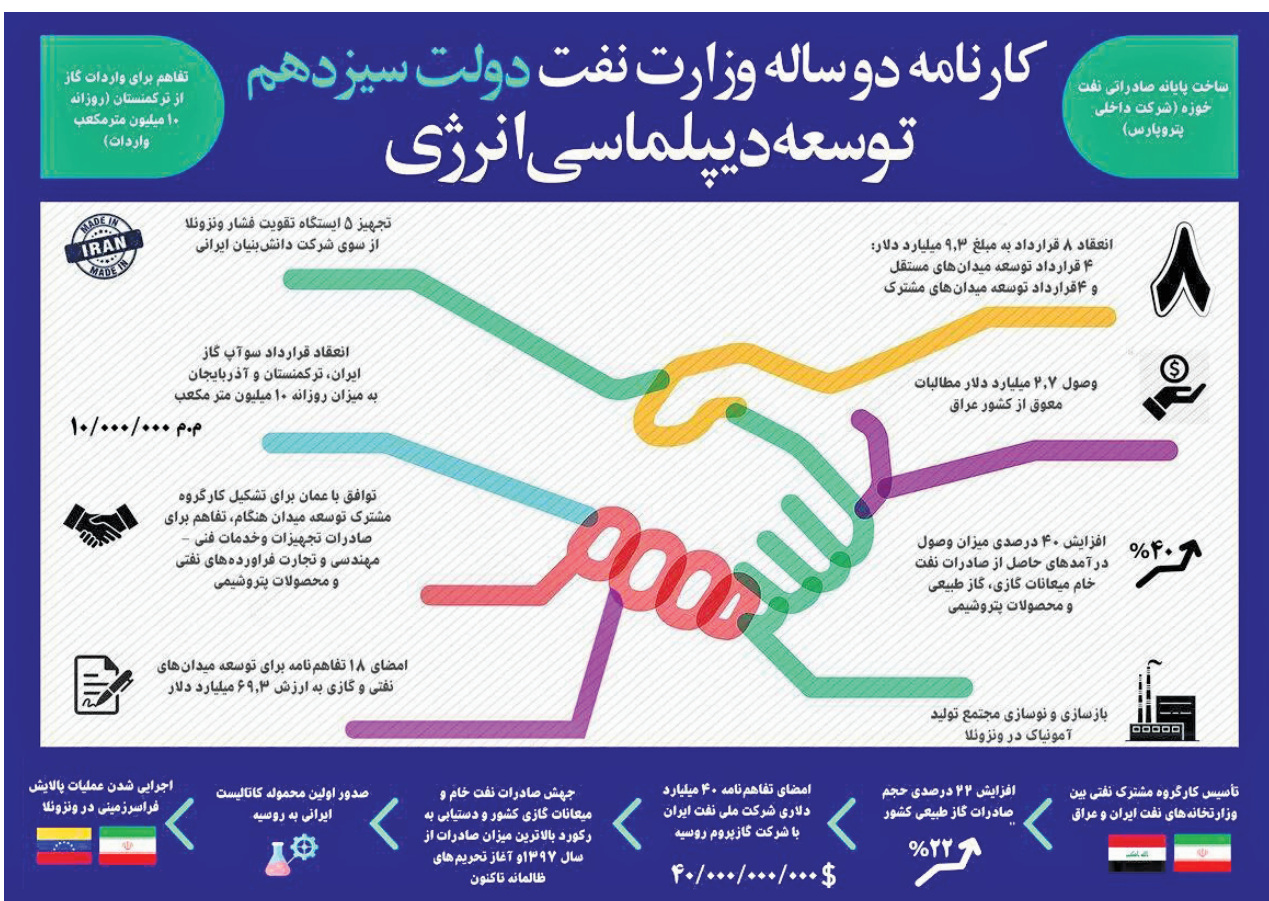 کارنامه دو ساله وزارت نفت دولت سیزدهم
توسعه دیپلماسی انرژی
ساخت پایانه صادراتی نفت
خوزه (شرکت داخلی
پتروپارس)
تفاهم برای واردات گاز
از ترکمنستان (روزانه
۱۰ میلیون مترمکعب
واردات)
انعقاد ۸ قرارداد به مبلغ ۹,۳ میلیارد دلار:
۴ قرارداد توسعه میدان‌های مستقل
و ۴قرارداد توسعه میدان‌های مشترک
۸
وصول ۲,۷ میلیارد دلار مطالبات
معوق از کشور عراق
$
افزایش ۴۰ درصدی میزان وصول
درآمدهای حاصل از صادرات نفت
خام میعانات گازی، گاز طبیعی
و محصولات پتروشیمی
%۴۰
بازسازی و نوسازی مجتمع تولید
آمونیاک در ونزوئلا
تجهیز ۵ ایستگاه تقویت فشار ونزوئلا
از سوی شرکت دانش‌بنیان ایرانی
MADE IN
IRAN
MADE IN
انعقاد قرارداد سوآپ گاز
ایران، ترکمنستان و آذربایجان
به میزان روزانه ۱۰ میلیون متر مکعب
۱۰/۰۰۰/۰۰۰ م.م
توافق با عمان برای تشکیل کارگروه
مشترک توسعه میدان هنگام، تفاهم برای
صادرات تجهیزات وخدمات فنی –
مهندسی و تجارت فراورده‌های نفتی
و محصولات پتروشیمی
امضای ۱۸ تفاهم‌نامه برای توسعه میدان‌های
نفتی و گازی به ارزش ۶۹,۳ میلیارد دلار
تأسیس کارگروه مشترک نفتی بین
وزارتخانه‌های نفت ایران و عراق
افزایش ۲۲ درصدی حجم
صادرات گاز طبیعی کشور
%۲۲
امضای تفاهم‌نامه ۴۰ میلیارد
دلاری شرکت ملی نفت ایران
با شرکت گازپروم روسیه
۴۰/۰۰۰/۰۰۰/۰۰۰ $
جهش صادرات نفت خام و
میعانات گازی کشور و دستیابی به
رکورد بالاترین میزان صادرات از
سال ۱۳۹۷و آغاز تحریم‌های
ظالمانه تاکنون
صدور اولین محموله کاتالیست
ایرانی به روسیه
اجرایی شدن عملیات پالایش
فراسرزمینی در ونزوئلا